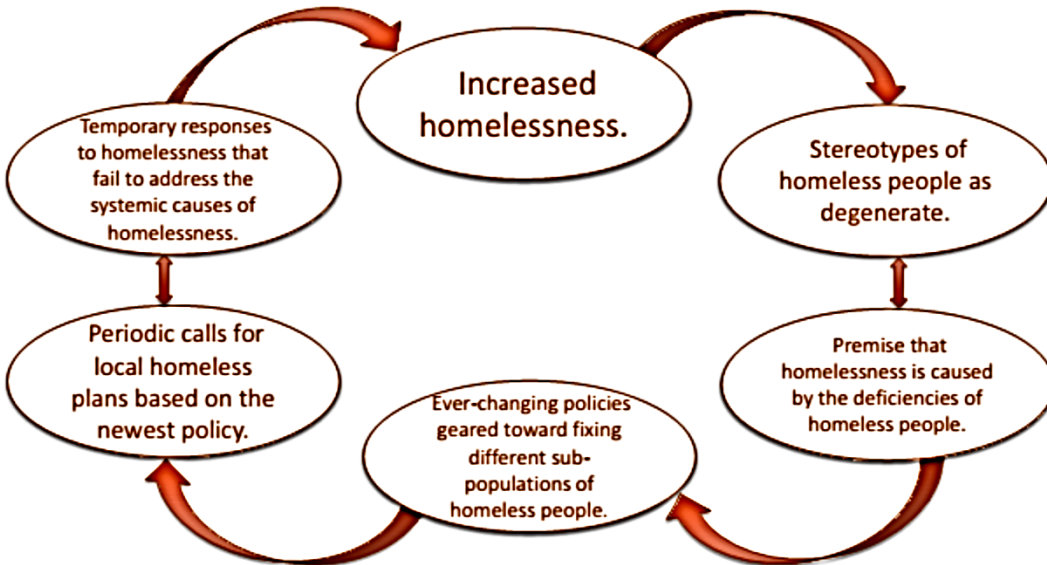 Increased
homelessness.
Stereotypes of
homeless people as
degenerate.
Premise that
homelessness is caused
by the deficiencies of
homeless people.
Ever-changing policies
geared toward fixing
different sub-
populations of
homeless people.
Periodic calls for
local homeless
plans based on the
newest policy.
Temporary responses
to homelessness that
fail to address the
systemic causes of
homelessness.